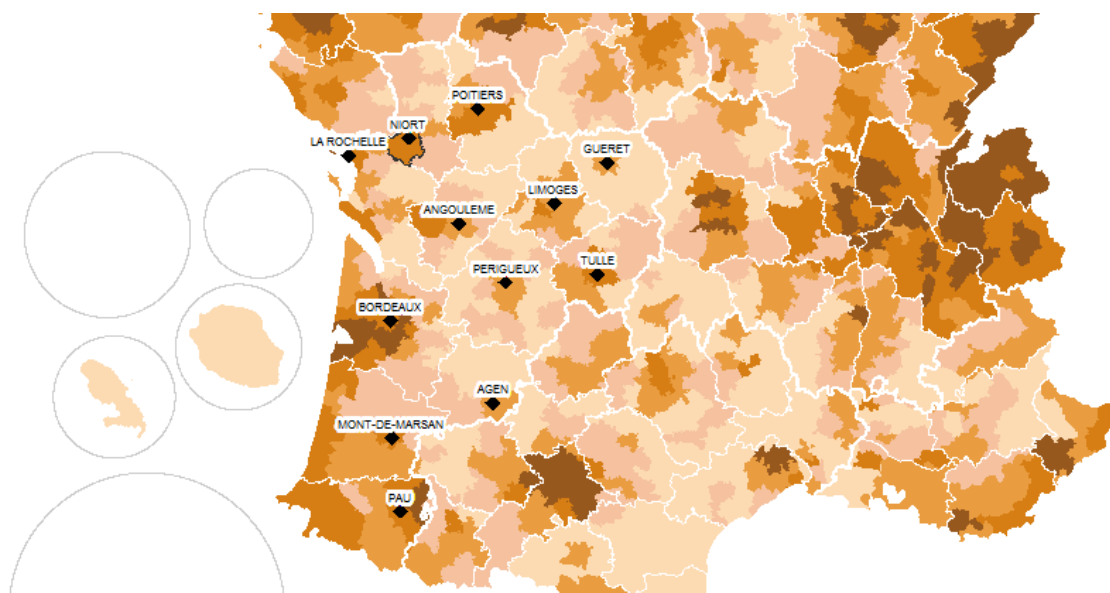 POITIERS
NIORT
LA ROCHELLE
GUERET
LIMOGES
ANGOULEME
TULLE
PERIGUEUX
BORDEAUX
AGEN
MONT-DE-MARSAN
PAU